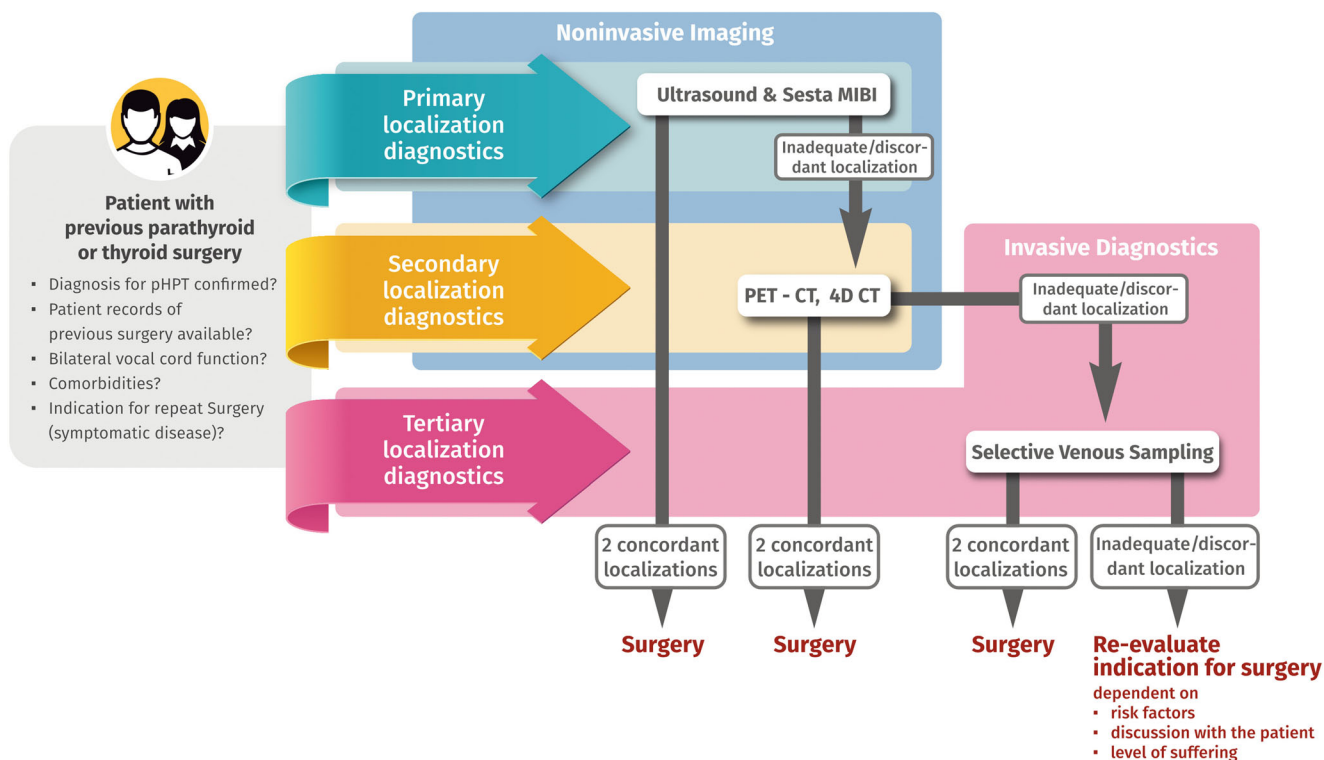 Noninvasive Imaging
Primary
localization
diagnostics
Ultrasound & Sesta MIBI
Inadequate/discor-
dant localization
Patient with
previous parathyroid
or thyroid surgery
▪ Diagnosis for pHPT confirmed?
▪ Patient records of
previous surgery available?
▪ Bilateral vocal cord function?
▪ Comorbidities?
▪ Indication for repeat Surgery
(symptomatic disease)?
Secondary
localization
diagnostics
PET - CT, 4D CT
Invasive Diagnostics
Inadequate/discor-
dant localization
Tertiary
localization
diagnostics
Selective Venous Sampling
2 concordant
localizations
2 concordant
localizations
2 concordant
localizations
Inadequate/discor-
dant localization
Surgery
Surgery
Surgery
Re-evaluate
indication for surgery
dependent on
▪ risk factors
▪ discussion with the patient
▪ level of suffering